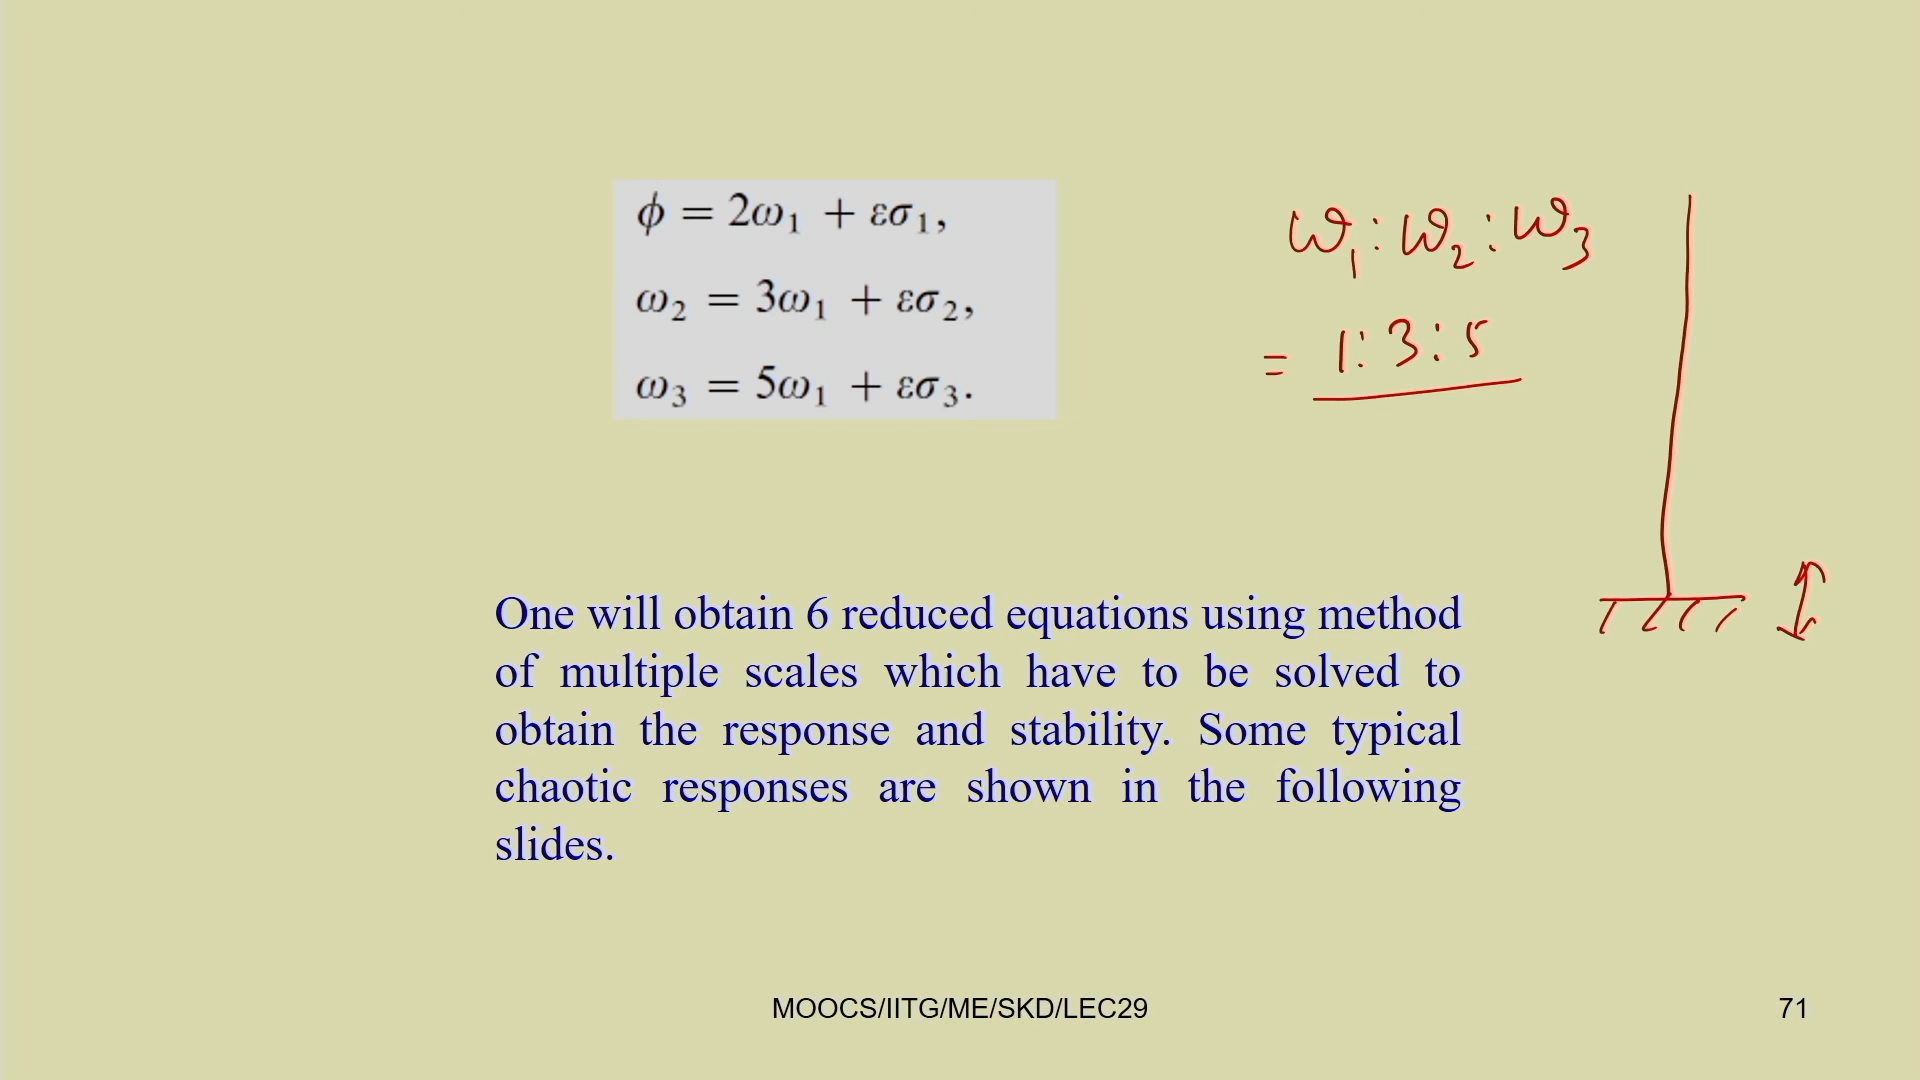 ϕ = 2ω₁ + εσ₁,
ω₂ = 3ω₁ + εσ₂,
ω₃ = 5ω₁ + εσ₃.
ω₁ : ω₂ : ω₃
= 1 : 3 : 5
One will obtain 6 reduced equations using method
of multiple scales which have to be solved to
obtain the response and stability. Some typical
chaotic responses are shown in the following
slides.
MOOCS/IITG/ME/SKD/LEC29
71